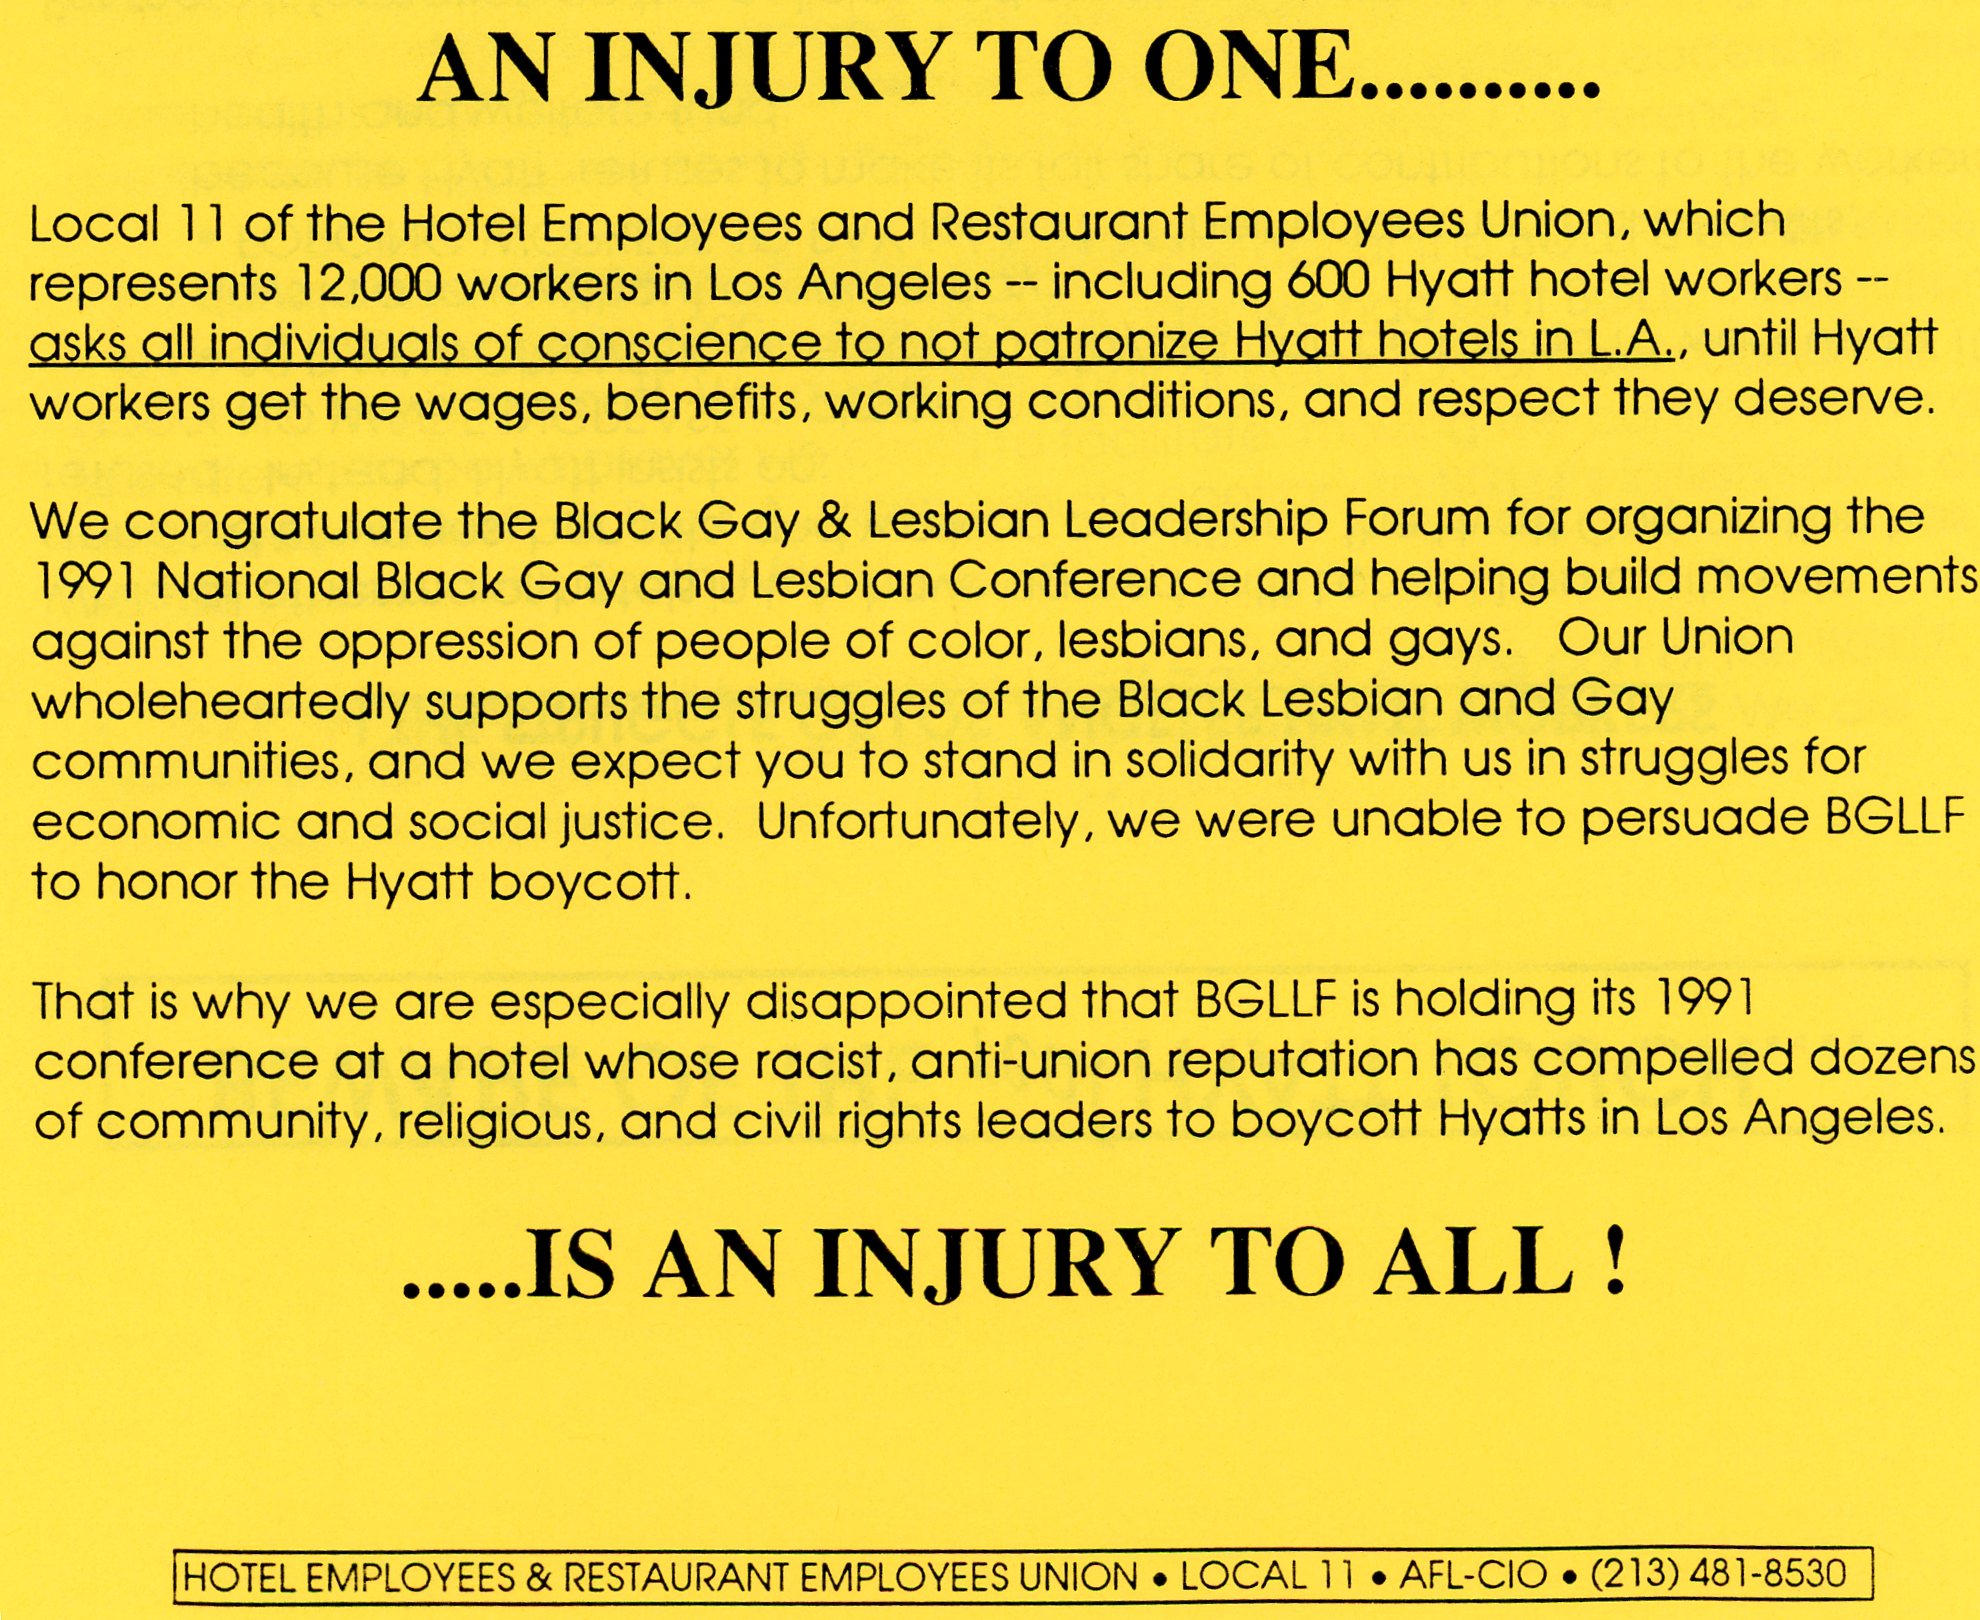 AN INJURY TO ONE..........
Local 11 of the Hotel Employees and Restaurant Employees Union, which
represents 12,000 workers in Los Angeles -- including 600 Hyatt hotel workers --
asks all individuals of conscience to not patronize Hyatt hotels in L.A., until Hyatt
workers get the wages, benefits, working conditions, and respect they deserve.
We congratulate the Black Gay & Lesbian Leadership Forum for organizing the
1991 National Black Gay and Lesbian Conference and helping build movements
against the oppression of people of color, lesbians, and gays.  Our Union
wholeheartedly supports the struggles of the Black Lesbian and Gay
communities, and we expect you to stand in solidarity with us in struggles for
economic and social justice.  Unfortunately, we were unable to persuade BGLLF
to honor the Hyatt boycott.
That is why we are especially disappointed that BGLLF is holding its 1991
conference at a hotel whose racist, anti-union reputation has compelled dozens
of community, religious, and civil rights leaders to boycott Hyatts in Los Angeles.
.....IS AN INJURY TO ALL !
HOTEL EMPLOYEES & RESTAURANT EMPLOYEES UNION • LOCAL 11 • AFL-CIO • (213) 481-8530